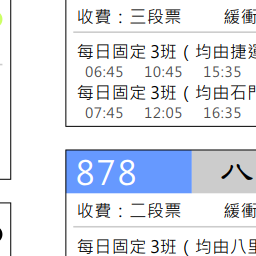 收費：三段票 緩衝
每日固定 3班（均由捷運
06:45 10:45 15:35
每日固定 3班（均由石門
07:45 12:05 16:35
878 八
收費：二段票 緩衝
每日固定 3班（均由八里